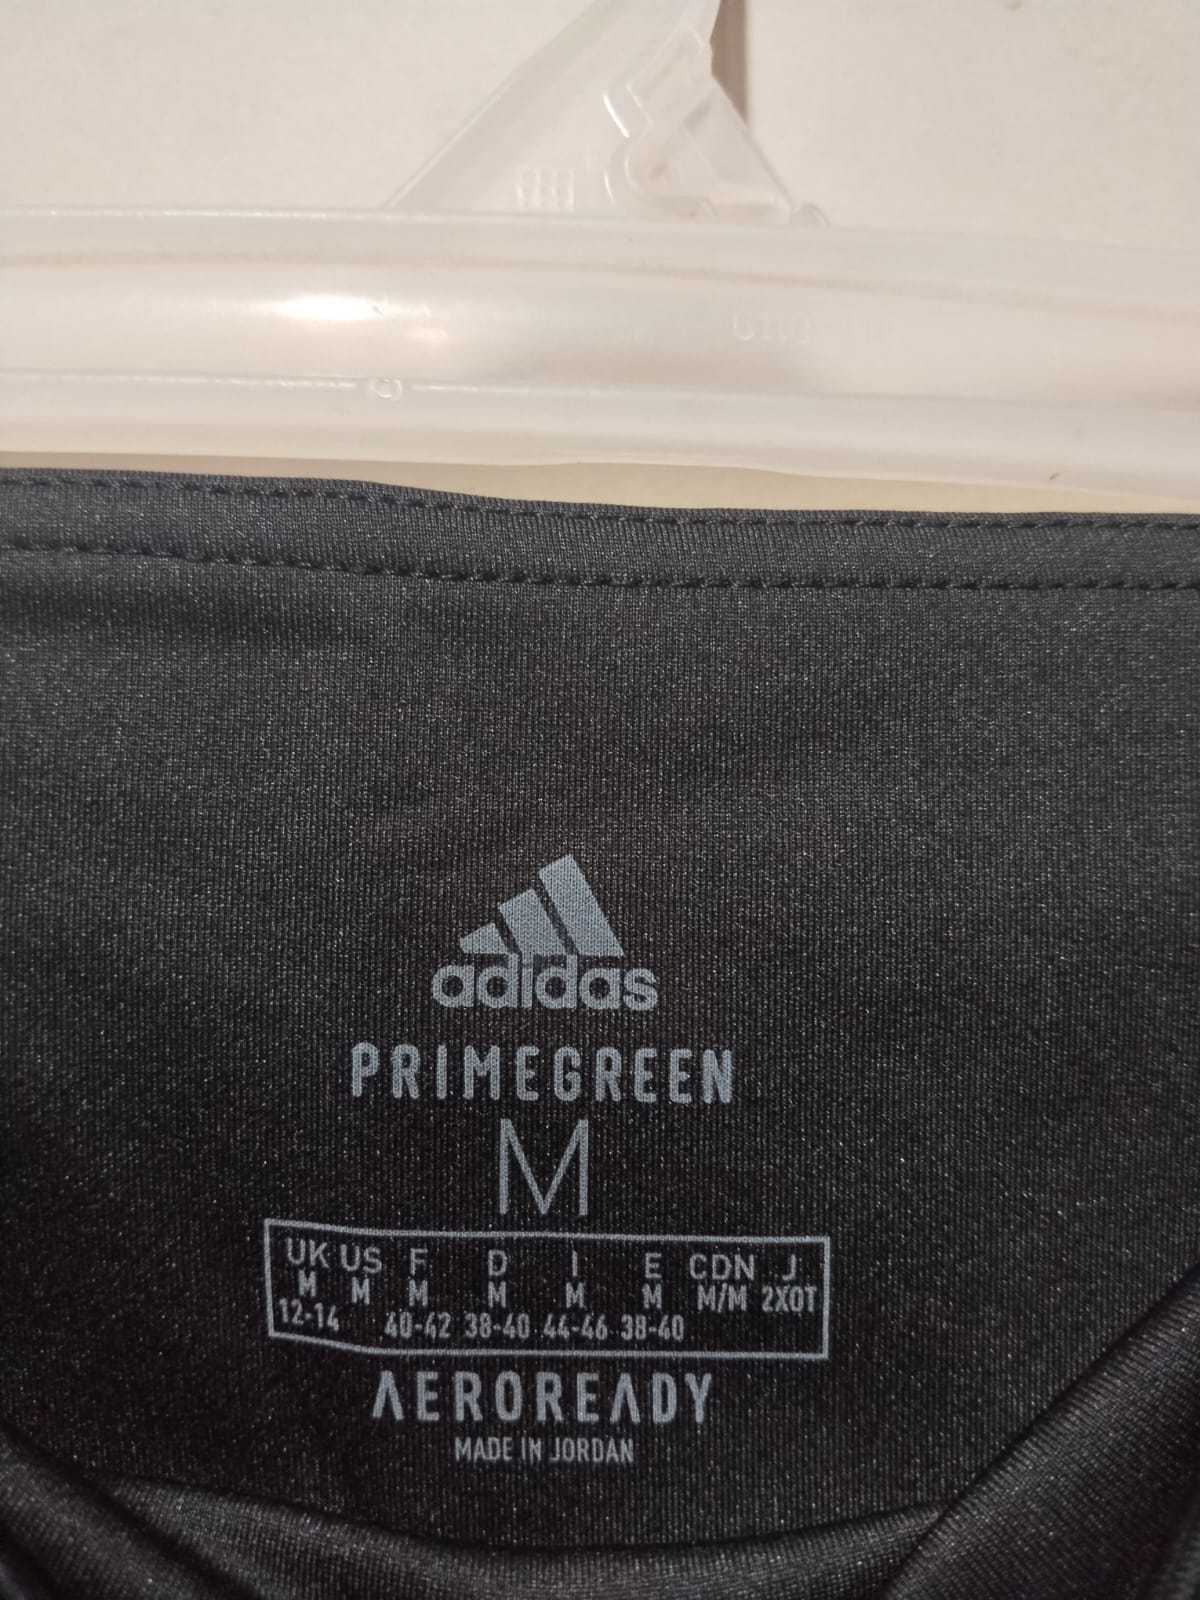 6110
adidas
PRIMEGREEN
M
UK US F D I E CDN J
M M M M M M M/M 2XOT
12-14 40-42 38-40 44-46 38-40
AEROREADY
MADE IN JORDAN